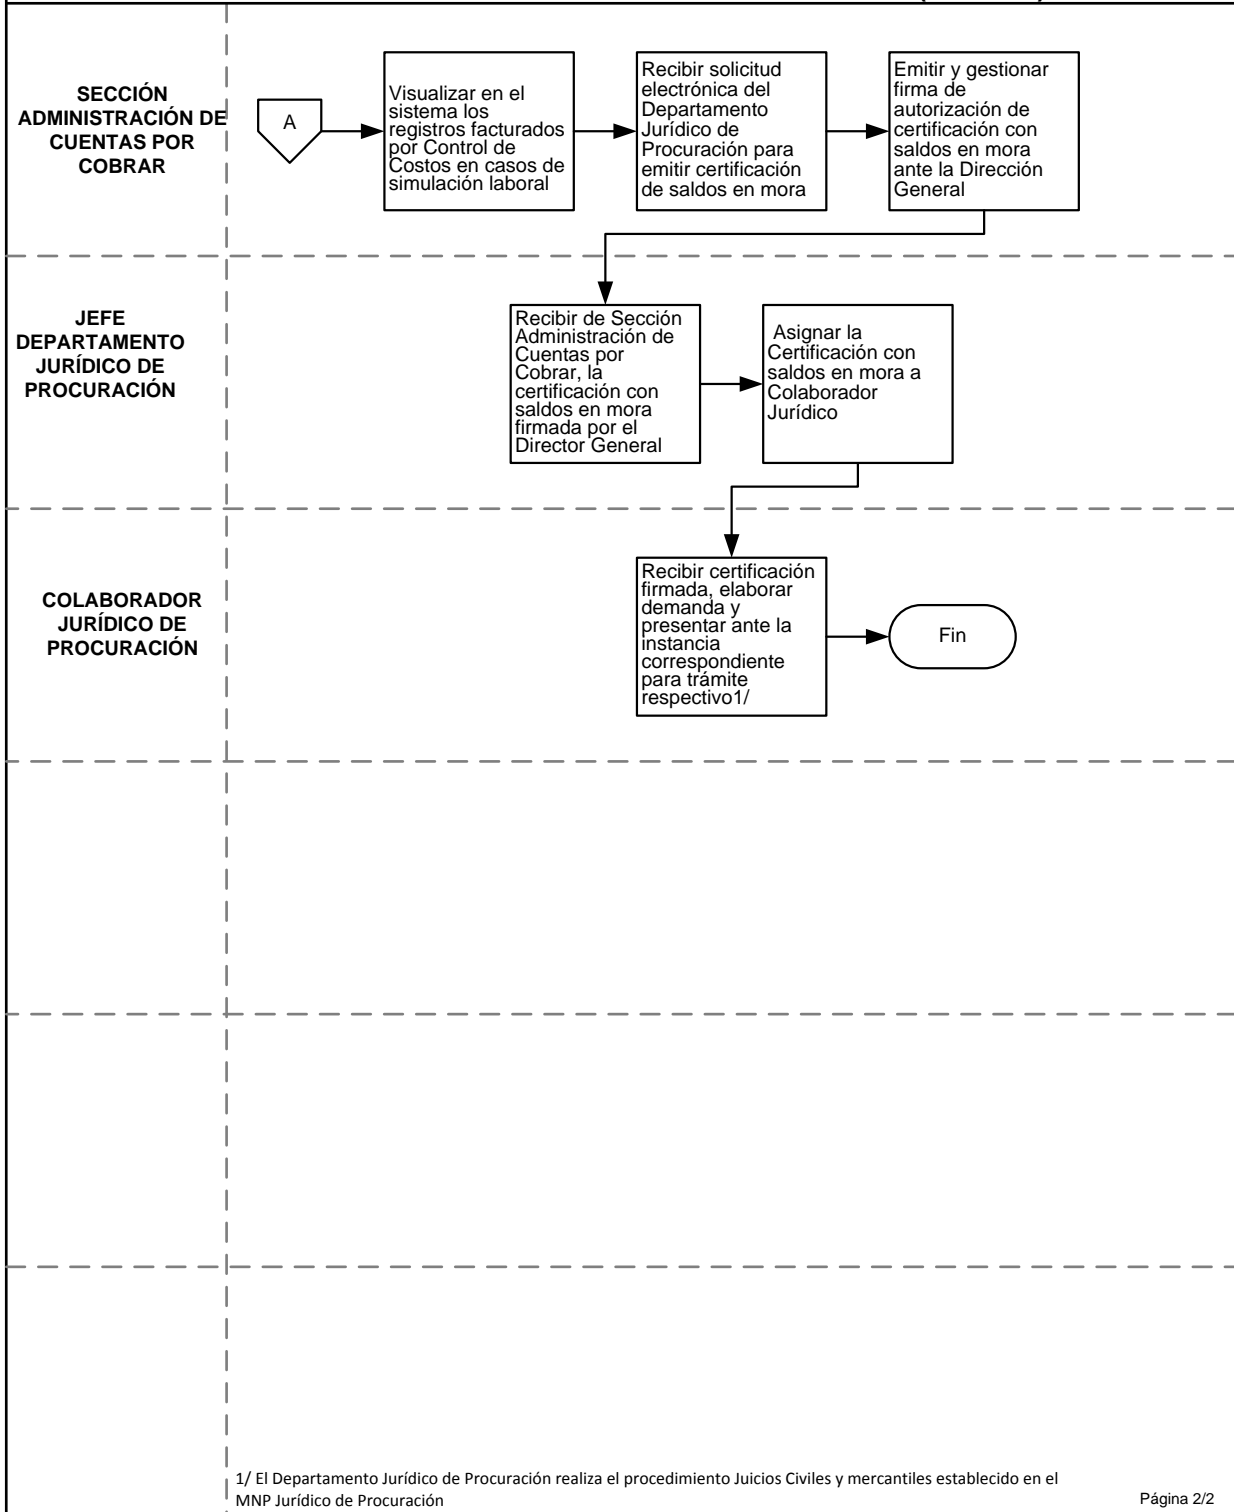 SECCIÓN
ADMINISTRACIÓN DE
CUENTAS POR
COBRAR
A
Visualizar en el
sistema los
registros facturados
por Control de
Costos en casos de
simulación laboral
Recibir solicitud
electrónica del
Departamento
Jurídico de
Procuración para
emitir certificación
de saldos en mora
Emitir y gestionar
firma de
autorización de
certificación con
saldos en mora
ante la Dirección
General
JEFE
DEPARTAMENTO
JURÍDICO DE
PROCURACIÓN
Recibir de Sección
Administración de
Cuentas por
Cobrar, la
certificación con
saldos en mora
firmada por el
Director General
Asignar la
Certificación con
saldos en mora a
Colaborador
Jurídico
COLABORADOR
JURÍDICO DE
PROCURACIÓN
Recibir certificación
firmada, elaborar
demanda y
presentar ante la
instancia
correspondiente
para trámite
respectivo1/
Fin
1/ El Departamento Jurídico de Procuración realiza el procedimiento Juicios Civiles y mercantiles establecido en el
MNP Jurídico de Procuración
Página 2/2